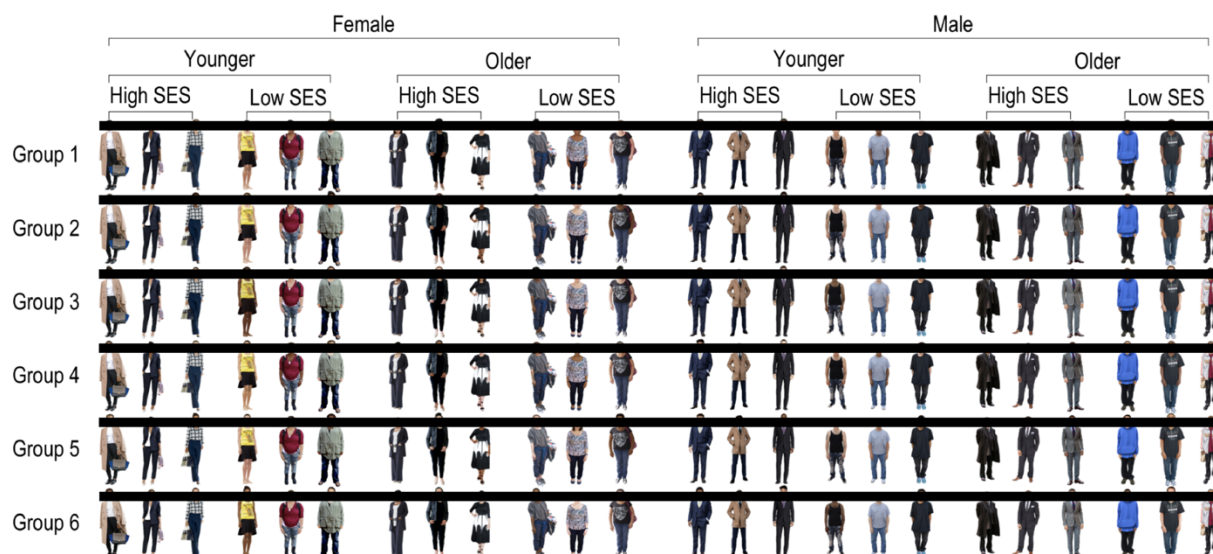 Female Male
Younger Older Younger Older
High SES Low SES High SES Low SES High SES Low SES High SES Low SES
Group 1
Group 2
Group 3
Group 4
Group 5
Group 6